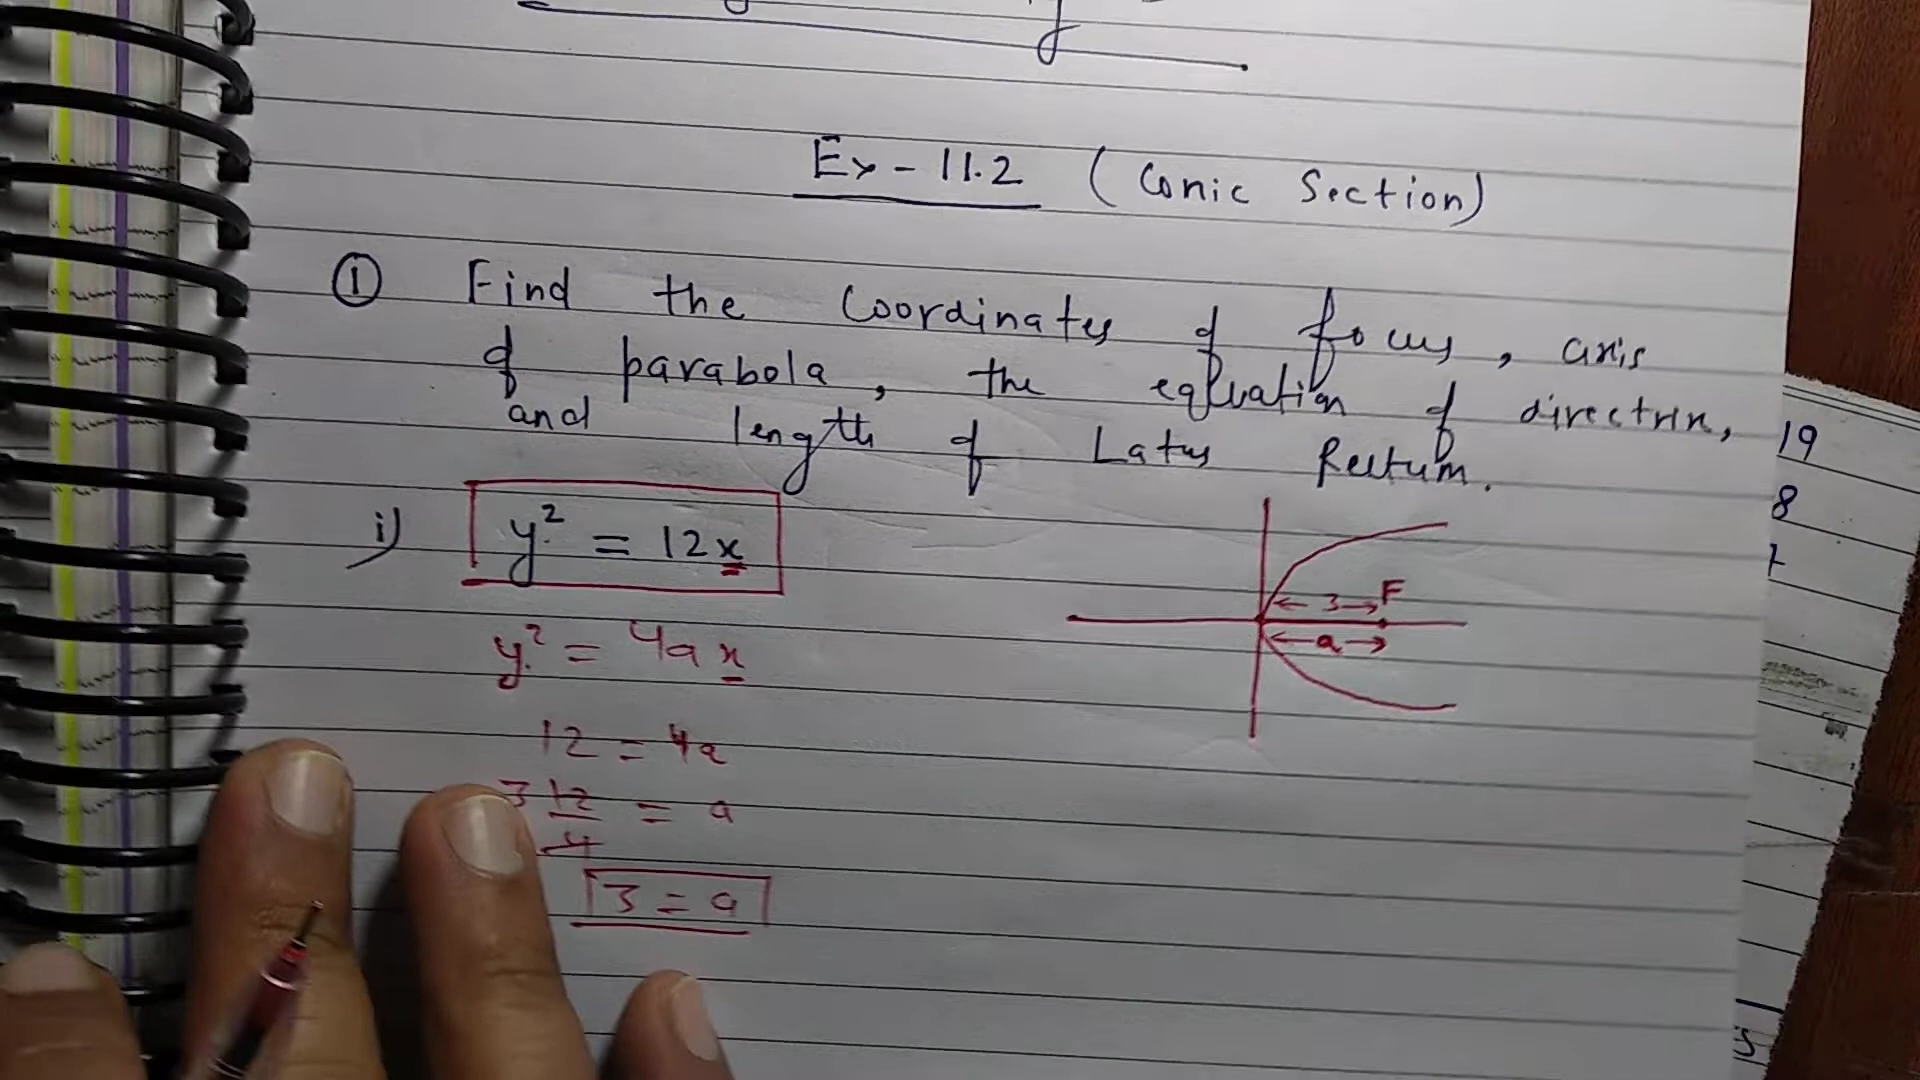 Ex - 11.2 (Conic Section)
① Find the Coordinates of focus, axis
of parabola, the equation of directrix,
and length of Latus Rectum.
i) y² = 12x
y² = 4ax
12 = 4a
3 12/4 = a
3 = a
3 F
a
19
8